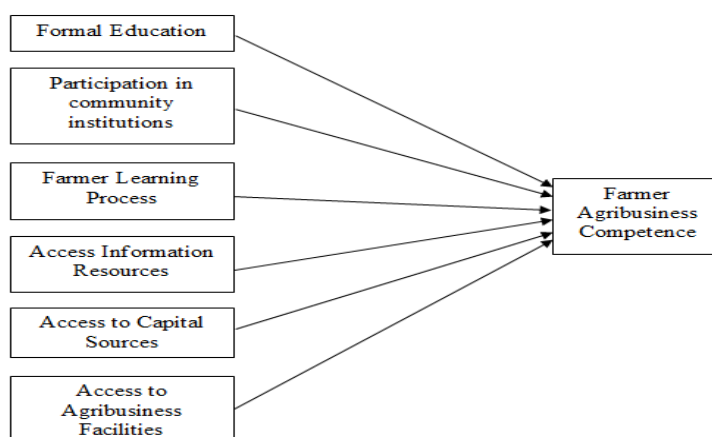 Formal Education
Participation in
community
institutions
Farmer Learning
Process
Access Information
Resources
Access to Capital
Sources
Access to
Agribusiness
Facilities
Farmer
Agribusiness
Competence